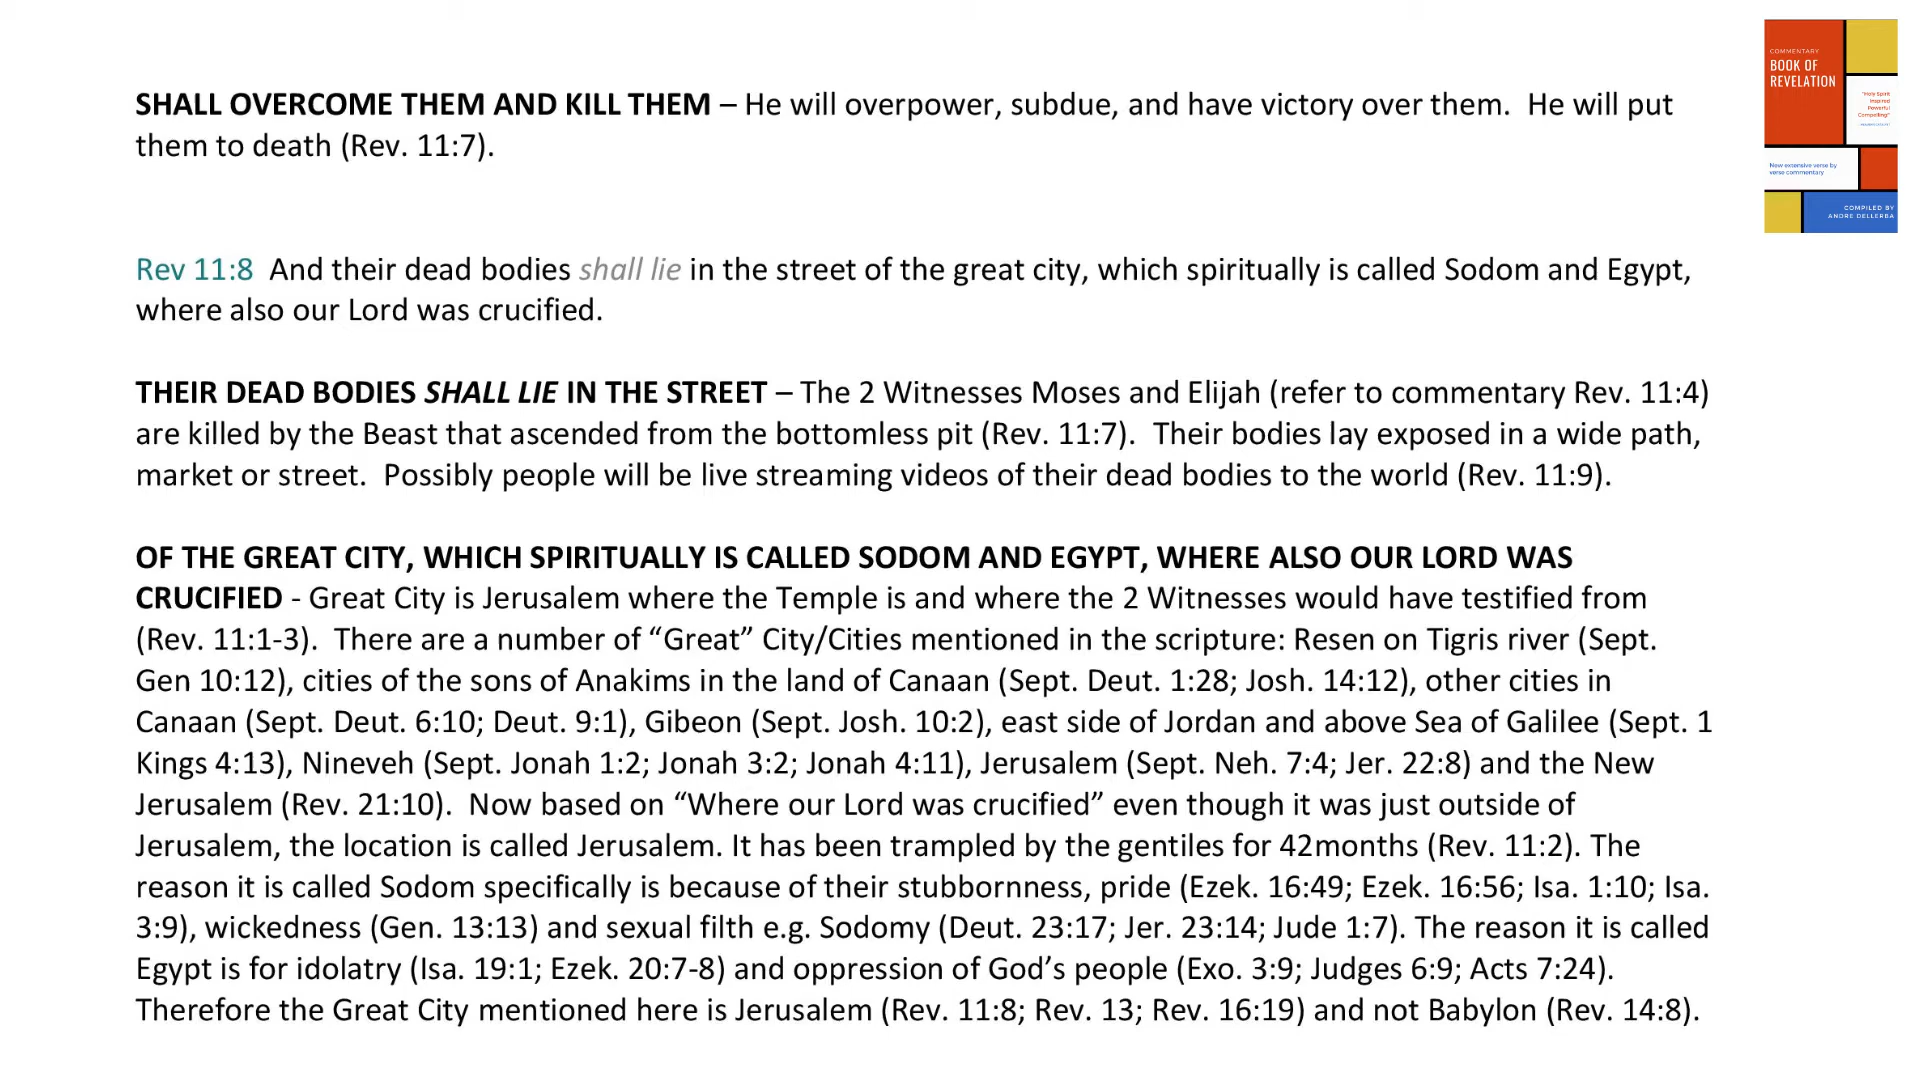 SHALL OVERCOME THEM AND KILL THEM – He will overpower, subdue, and have victory over them.  He will put
them to death (Rev. 11:7).
Rev 11:8  And their dead bodies shall lie in the street of the great city, which spiritually is called Sodom and Egypt,
where also our Lord was crucified.
THEIR DEAD BODIES SHALL LIE IN THE STREET – The 2 Witnesses Moses and Elijah (refer to commentary Rev. 11:4)
are killed by the Beast that ascended from the bottomless pit (Rev. 11:7).  Their bodies lay exposed in a wide path,
market or street.  Possibly people will be live streaming videos of their dead bodies to the world (Rev. 11:9).
OF THE GREAT CITY, WHICH SPIRITUALLY IS CALLED SODOM AND EGYPT, WHERE ALSO OUR LORD WAS
CRUCIFIED - Great City is Jerusalem where the Temple is and where the 2 Witnesses would have testified from
(Rev. 11:1-3).  There are a number of “Great” City/Cities mentioned in the scripture: Resen on Tigris river (Sept.
Gen 10:12), cities of the sons of Anakims in the land of Canaan (Sept. Deut. 1:28; Josh. 14:12), other cities in
Canaan (Sept. Deut. 6:10; Deut. 9:1), Gibeon (Sept. Josh. 10:2), east side of Jordan and above Sea of Galilee (Sept. 1
Kings 4:13), Nineveh (Sept. Jonah 1:2; Jonah 3:2; Jonah 4:11), Jerusalem (Sept. Neh. 7:4; Jer. 22:8) and the New
Jerusalem (Rev. 21:10).  Now based on “Where our Lord was crucified” even though it was just outside of
Jerusalem, the location is called Jerusalem. It has been trampled by the gentiles for 42months (Rev. 11:2). The
reason it is called Sodom specifically is because of their stubbornness, pride (Ezek. 16:49; Ezek. 16:56; Isa. 1:10; Isa.
3:9), wickedness (Gen. 13:13) and sexual filth e.g. Sodomy (Deut. 23:17; Jer. 23:14; Jude 1:7). The reason it is called
Egypt is for idolatry (Isa. 19:1; Ezek. 20:7-8) and oppression of God’s people (Exo. 3:9; Judges 6:9; Acts 7:24).
Therefore the Great City mentioned here is Jerusalem (Rev. 11:8; Rev. 13; Rev. 16:19) and not Babylon (Rev. 14:8).
COMMENTARY
BOOK OF
REVELATION
"Holy Spirit
Inspired
Powerful
Compelling"
New extensive verse by
verse commentary
COMPILED BY
ANDRE DELLERBA